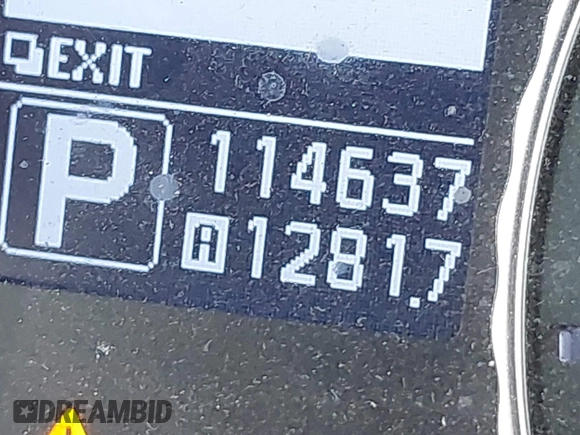 EXIT
P
114637
A 1281.7
DREAMBID